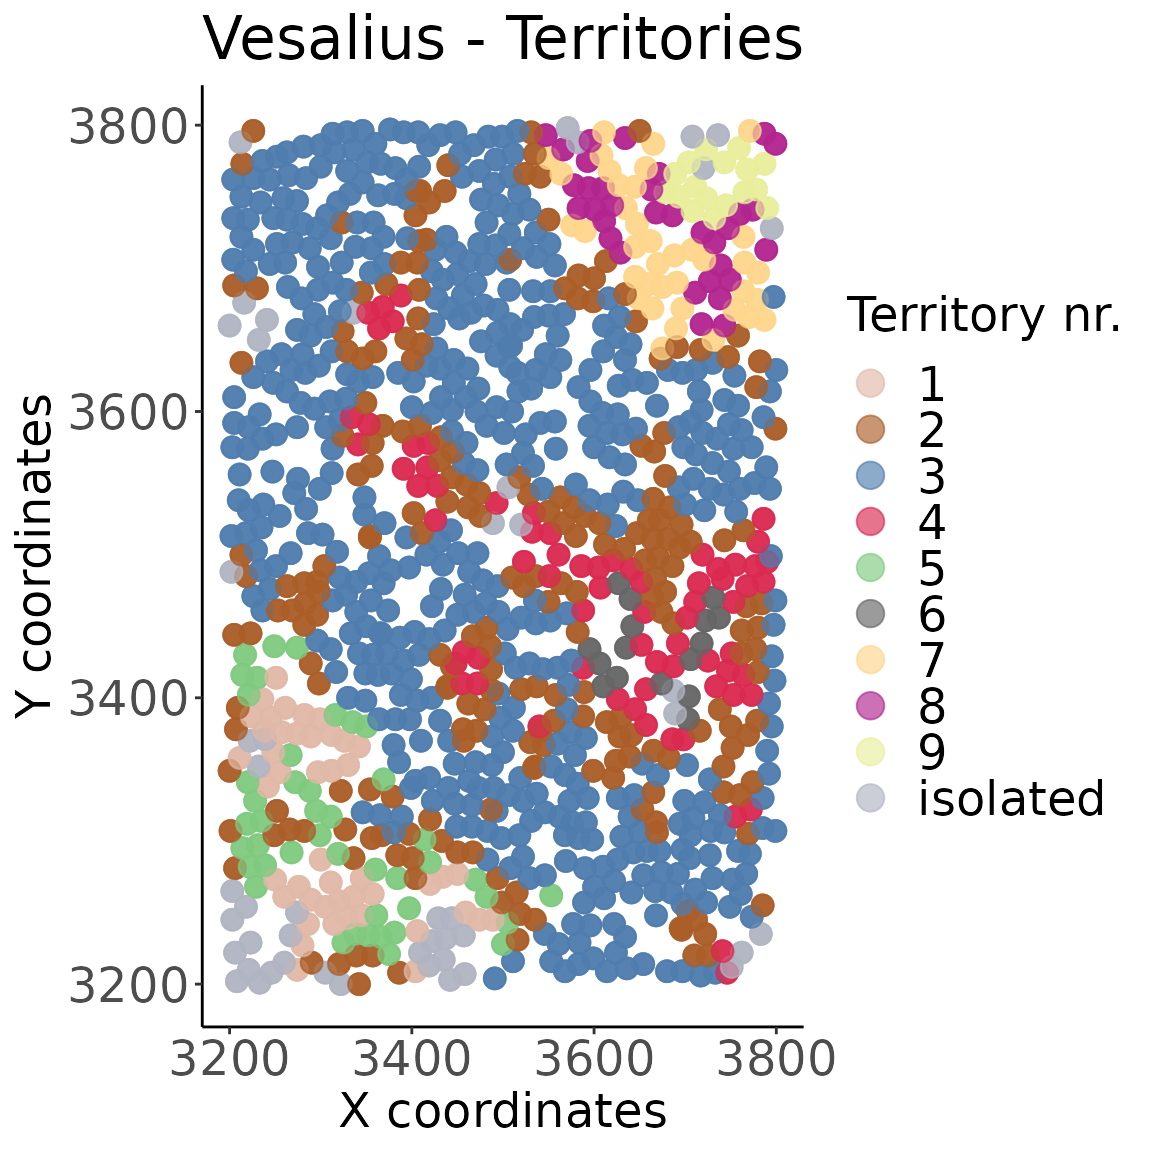 Vesalius - Territories
3800
3600
3400
3200
Y coordinates
3200 3400 3600 3800
X coordinates
Territory nr.
1
2
3
4
5
6
7
8
9
isolated